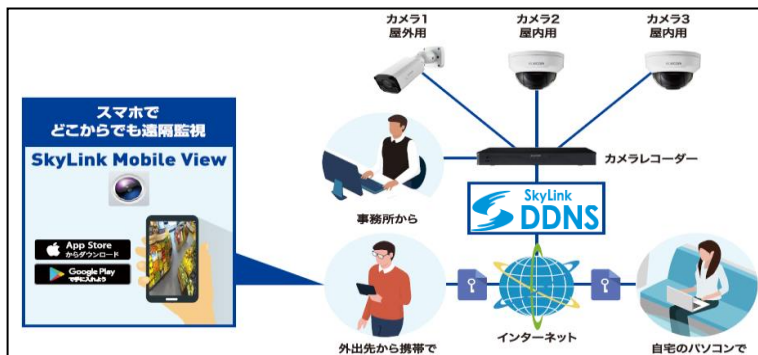 カメラ1
屋外用
カメラ2
屋内用
カメラ3
屋内用
スマホで
どこからでも遠隔監視
SkyLink Mobile View
App Store
からダウンロード
Google Play
で手に入れよう
カメラレコーダー
事務所から
SkyLink
DDNS
外出先から携帯で
インターネット
自宅のパソコンで